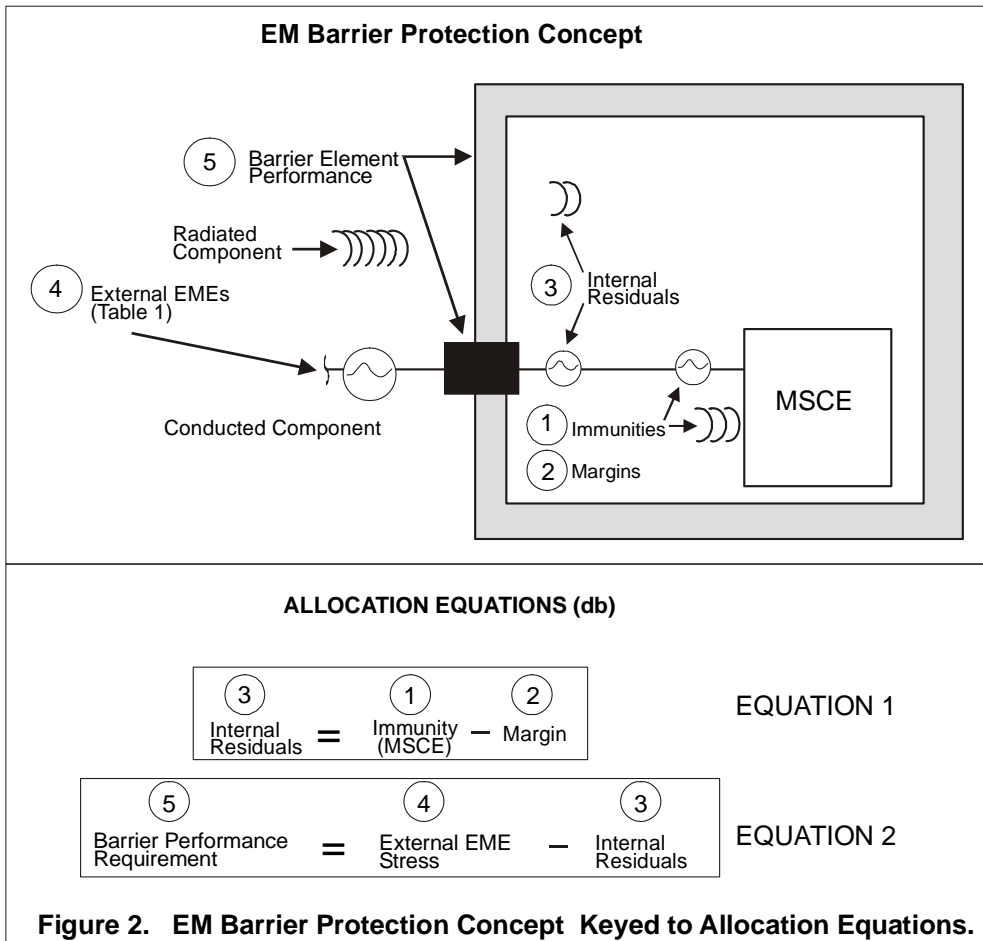 EM Barrier Protection Concept
5
Barrier Element
Performance
Radiated
Component
4
External EMEs
(Table 1)
Conducted Component
3
Internal
Residuals
1
Immunities
2
Margins
MSCE
ALLOCATION EQUATIONS (db)
3
1
2
Internal
Residuals
=
Immunity
(MSCE)
–
Margin
EQUATION 1
5
4
3
Barrier Performance
Requirement
=
External EME
Stress
–
Internal
Residuals
EQUATION 2
Figure 2. EM Barrier Protection Concept Keyed to Allocation Equations.